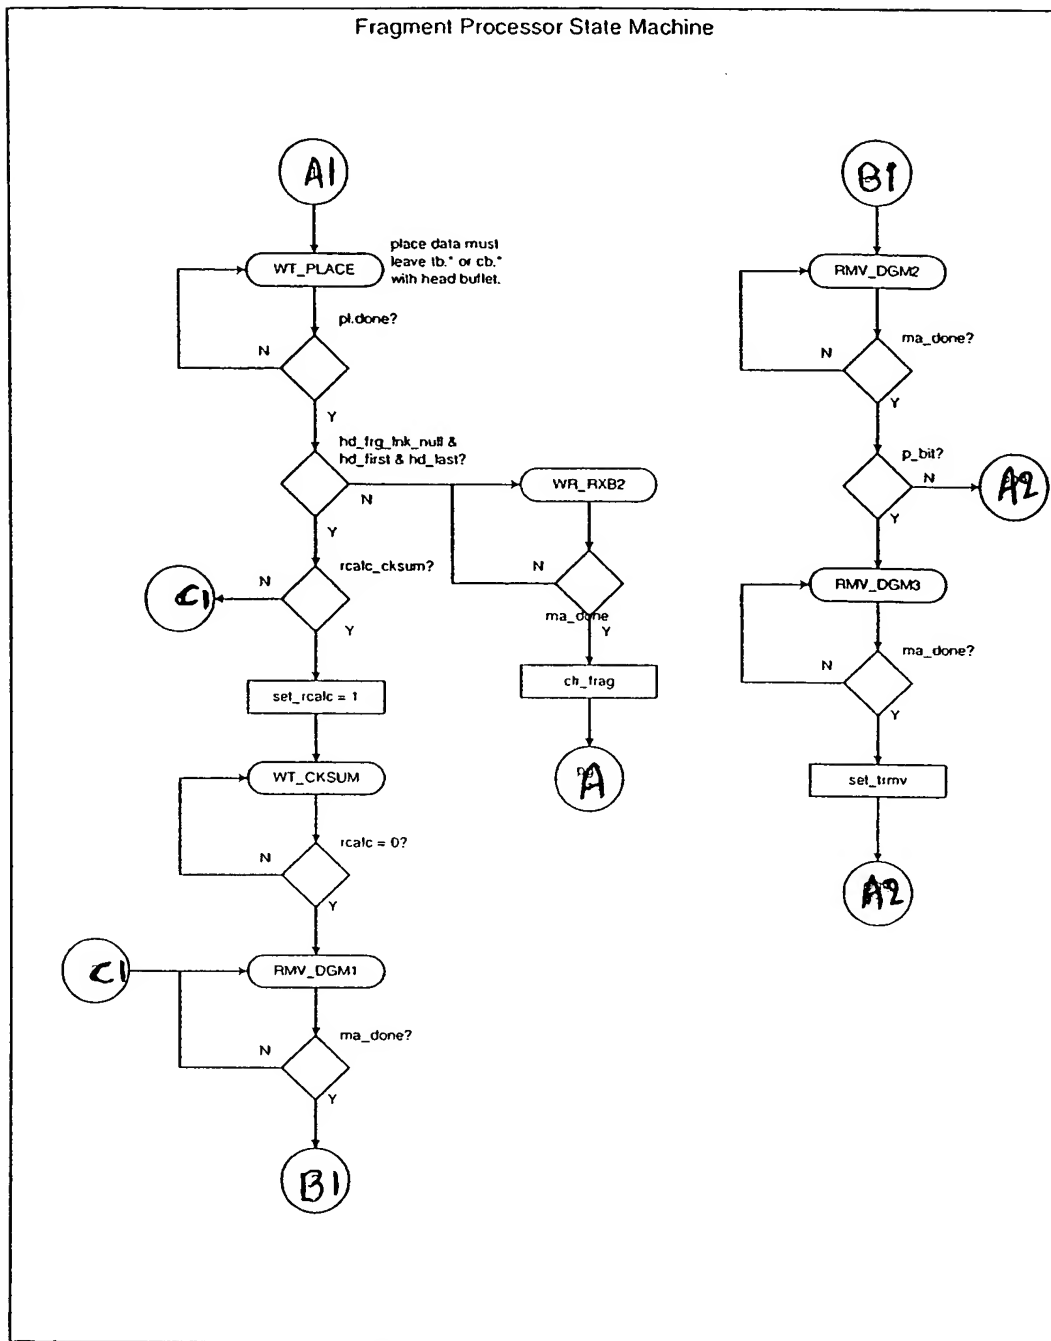 Fragment Processor State Machine
A1
WT_PLACE
place data must
leave tb.* or cb.*
with head buffer.
pl.done?
N
Y
hd_frg_lnk_null &
hd_first & hd_last?
N
Y
WR_RXB2
N
ma_done
Y
clr_frag
A
rcalc_cksum?
N
Y
C1
set_rcalc = 1
WT_CKSUM
rcalc = 0?
N
Y
C1
RMV_DGM1
ma_done?
N
Y
B1
B1
RMV_DGM2
ma_done?
N
Y
p_bit?
N
Y
A2
RMV_DGM3
ma_done?
N
Y
set_trmv
A2